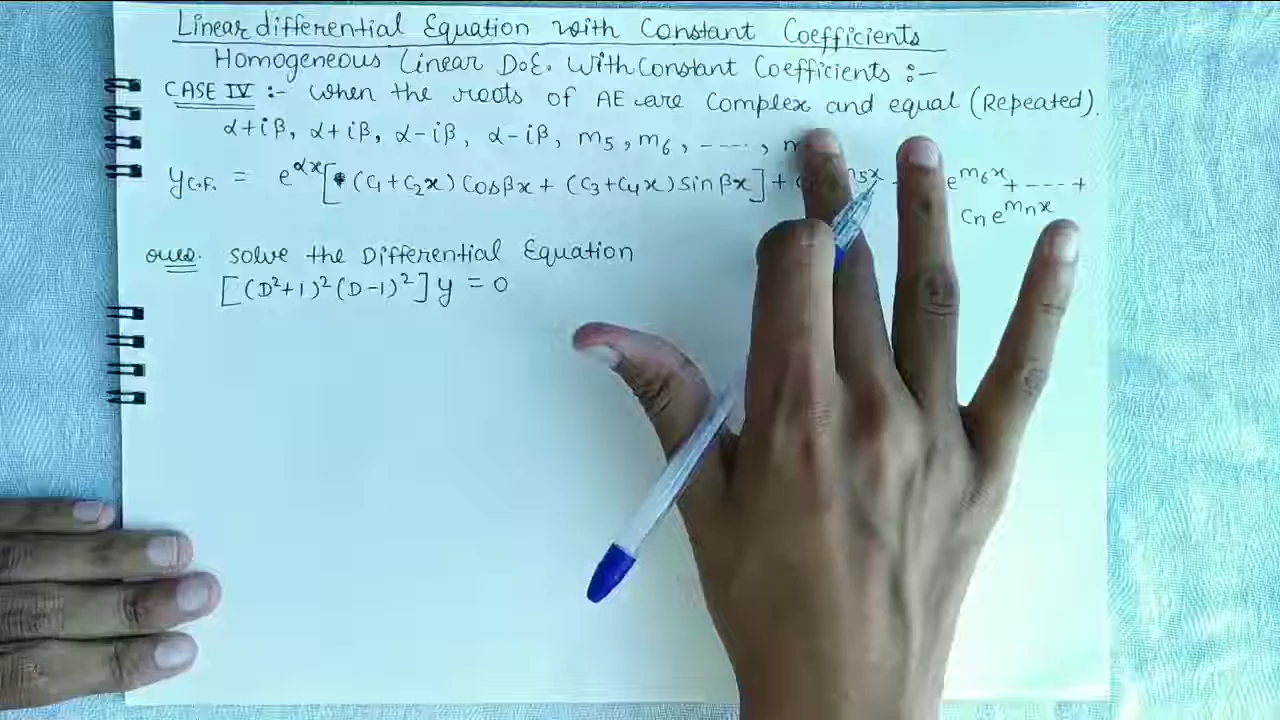 Linear differential Equation with Constant Coefficients
Homogeneous Linear D.E. With Constant Coefficients :-
CASE IV :- When the roots of AE are Complex and equal (Repeated).
α+iβ, α+iβ, α-iβ, α-iβ, m₅, m₆, ----, m
y_C.F. = e^αx[(C₁+C₂x) Cosβx + (C₃+C₄x) Sinβx] + e^m₆x + ---- +
Cₙe^mₙx
Ques. Solve the Differential Equation
[(D²+1)²(D-1)²]y = 0